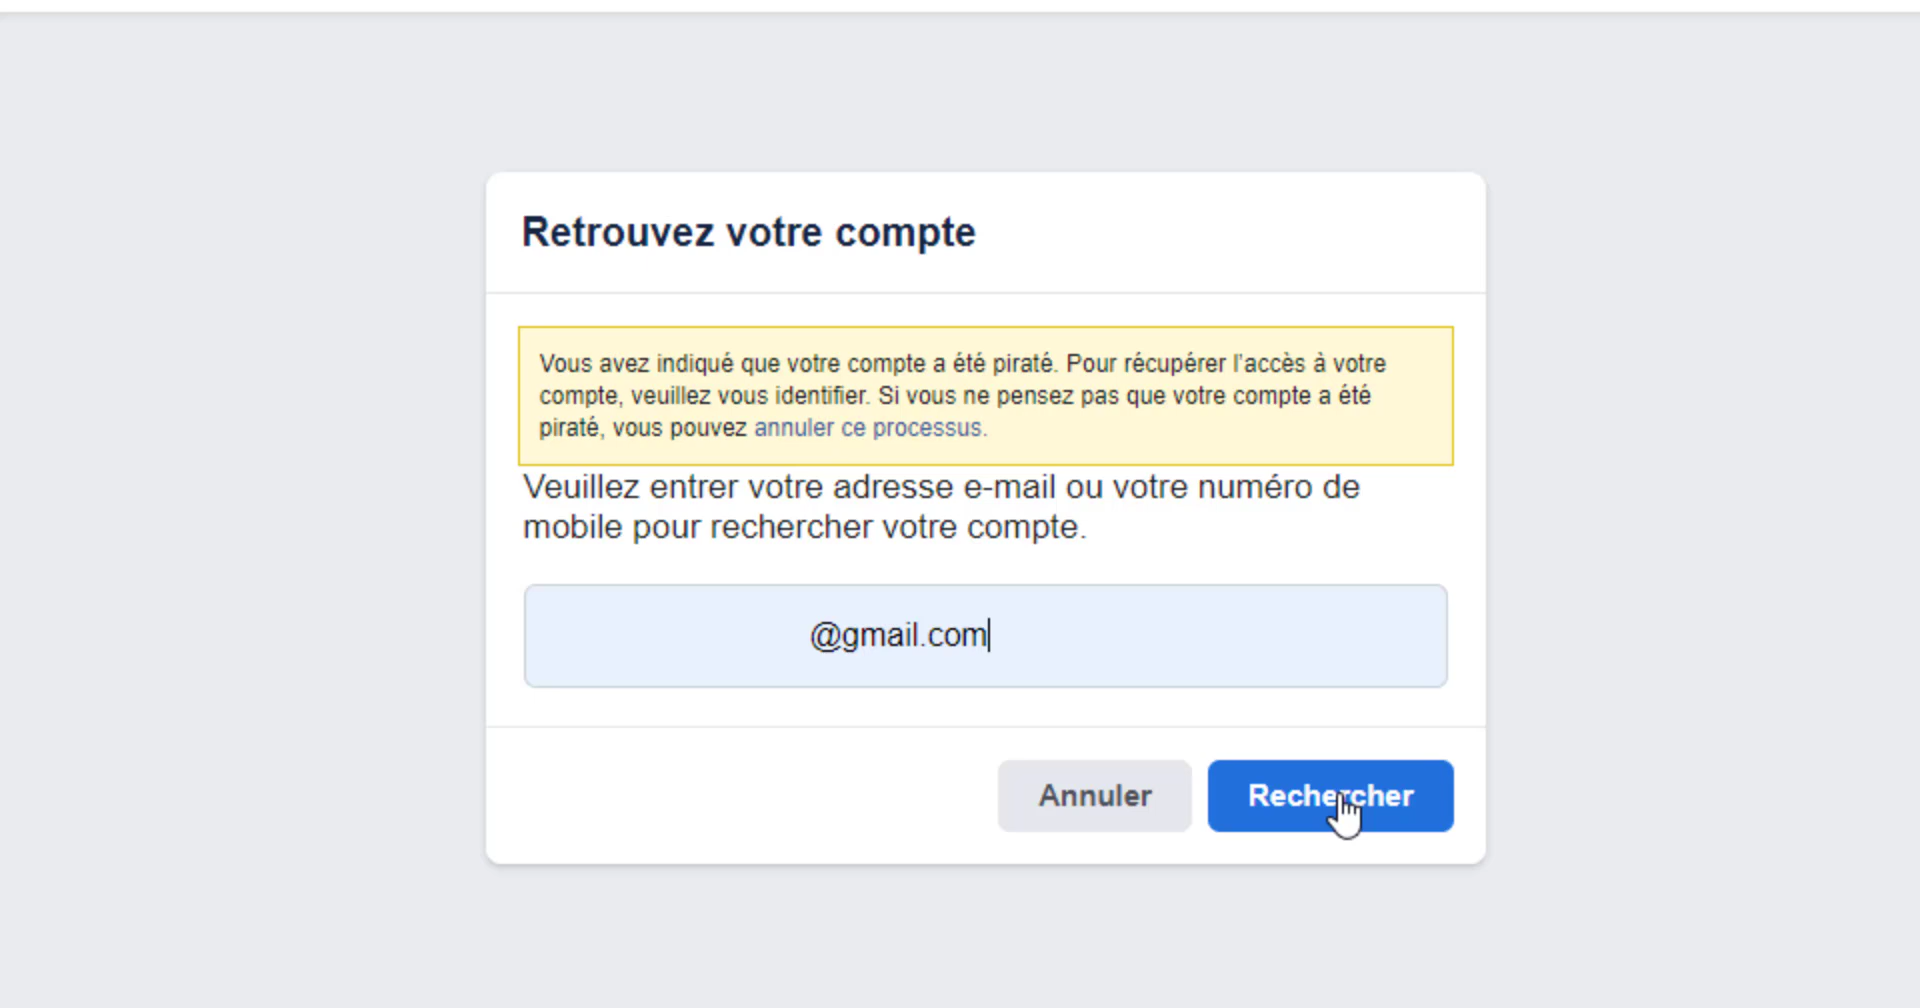 Retrouvez votre compte
Vous avez indiqué que votre compte a été piraté. Pour récupérer l'accès à votre
compte, veuillez vous identifier. Si vous ne pensez pas que votre compte a été
piraté, vous pouvez annuler ce processus.
Veuillez entrer votre adresse e-mail ou votre numéro de
mobile pour rechercher votre compte.
@gmail.com
Annuler
Rechercher